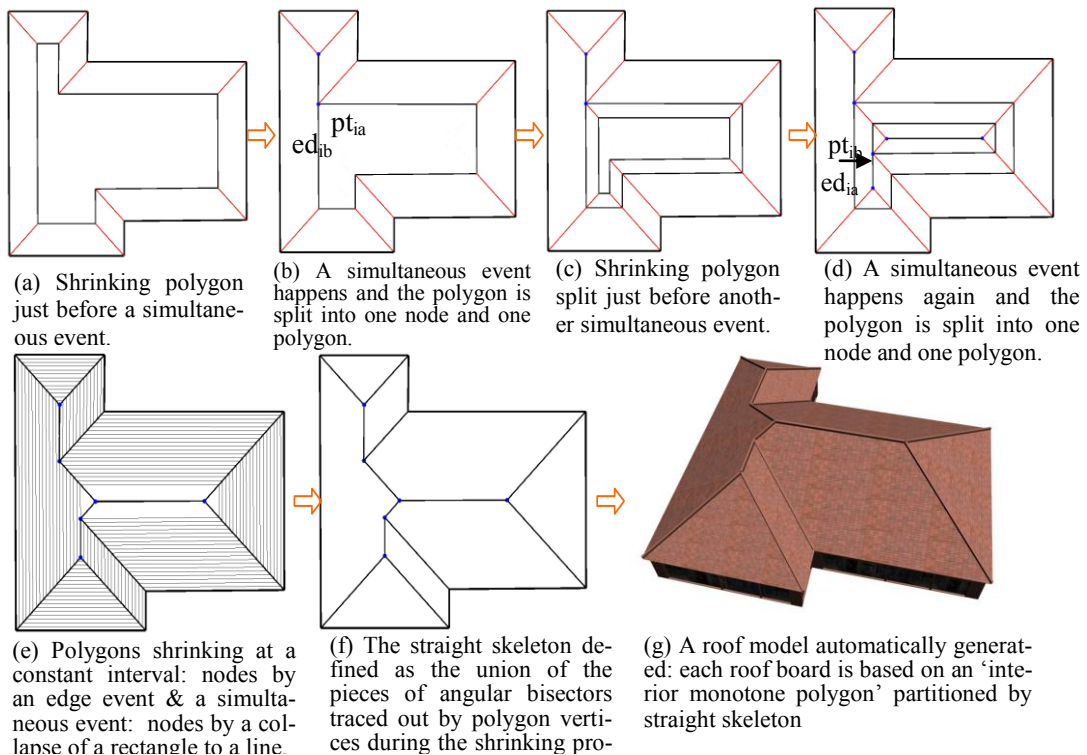 pt_ia
ed_ib
pt_ib
ed_ia
(a) Shrinking polygon
just before a simultane-
ous event.
(b) A simultaneous event
happens and the polygon is
split into one node and one
polygon.
(c) Shrinking polygon
split just before anoth-
er simultaneous event.
(d) A simultaneous event
happens again and the
polygon is split into one
node and one polygon.
(e) Polygons shrinking at a
constant interval: nodes by
an edge event & a simulta-
neous event: nodes by a col-
lapse of a rectangle to a line.
(f) The straight skeleton de-
fined as the union of the
pieces of angular bisectors
traced out by polygon verti-
ces during the shrinking pro-
(g) A roof model automatically generat-
ed: each roof board is based on an ‘inte-
rior monotone polygon’ partitioned by
straight skeleton